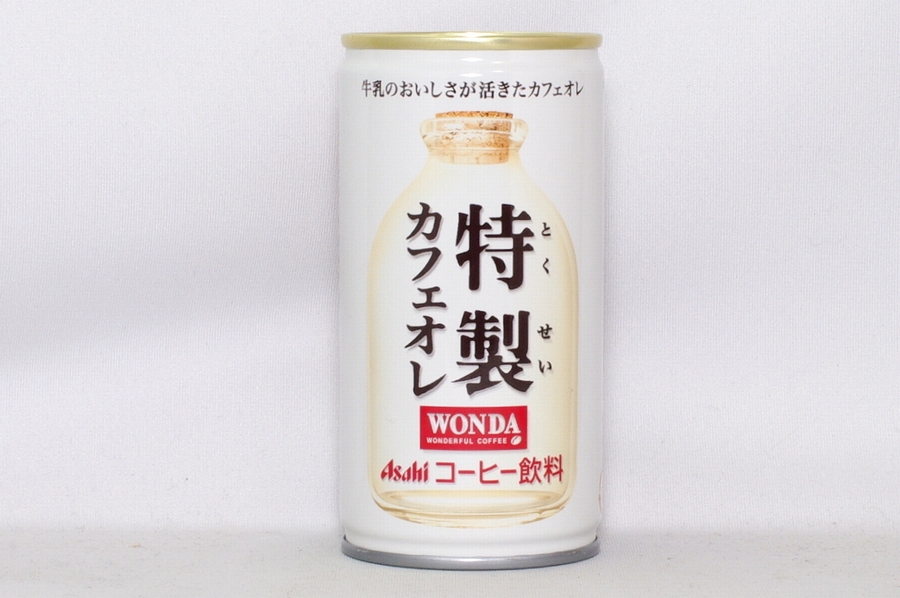 牛乳のおいしさが活きたカフェオレ
特製
とくせい
カフェオレ
WONDA
WONDERFUL COFFEE
Asahi コーヒー飲料